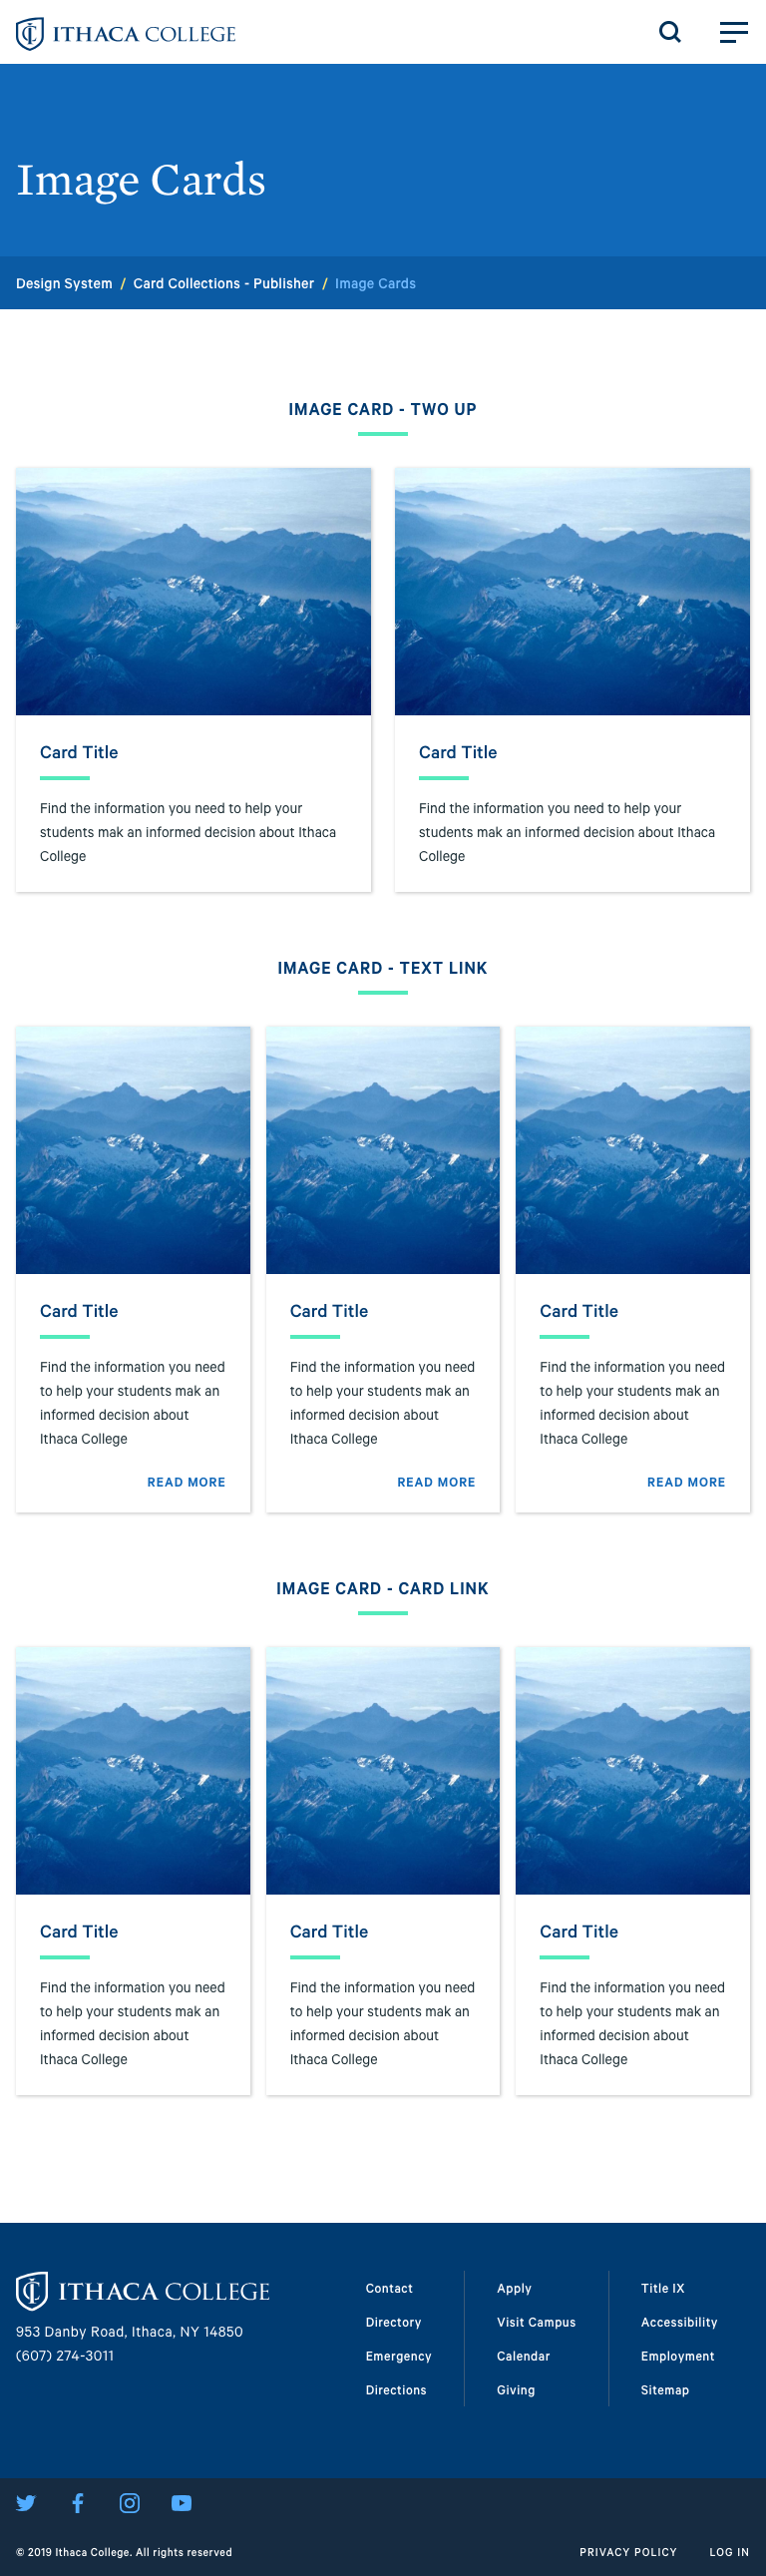 ITHACA COLLEGE
Image Cards
Design System / Card Collections - Publisher / Image Cards
IMAGE CARD - TWO UP
Card Title
Find the information you need to help your
students mak an informed decision about Ithaca
College
Card Title
Find the information you need to help your
students mak an informed decision about Ithaca
College
IMAGE CARD - TEXT LINK
Card Title
Find the information you need
to help your students mak an
informed decision about
Ithaca College
READ MORE
Card Title
Find the information you need
to help your students mak an
informed decision about
Ithaca College
READ MORE
Card Title
Find the information you need
to help your students mak an
informed decision about
Ithaca College
READ MORE
IMAGE CARD - CARD LINK
Card Title
Find the information you need
to help your students mak an
informed decision about
Ithaca College
Card Title
Find the information you need
to help your students mak an
informed decision about
Ithaca College
Card Title
Find the information you need
to help your students mak an
informed decision about
Ithaca College
ITHACA COLLEGE
953 Danby Road, Ithaca, NY 14850
(607) 274-3011
Contact
Directory
Emergency
Directions
Apply
Visit Campus
Calendar
Giving
Title IX
Accessibility
Employment
Sitemap
© 2019 Ithaca College. All rights reserved
PRIVACY POLICY
LOG IN